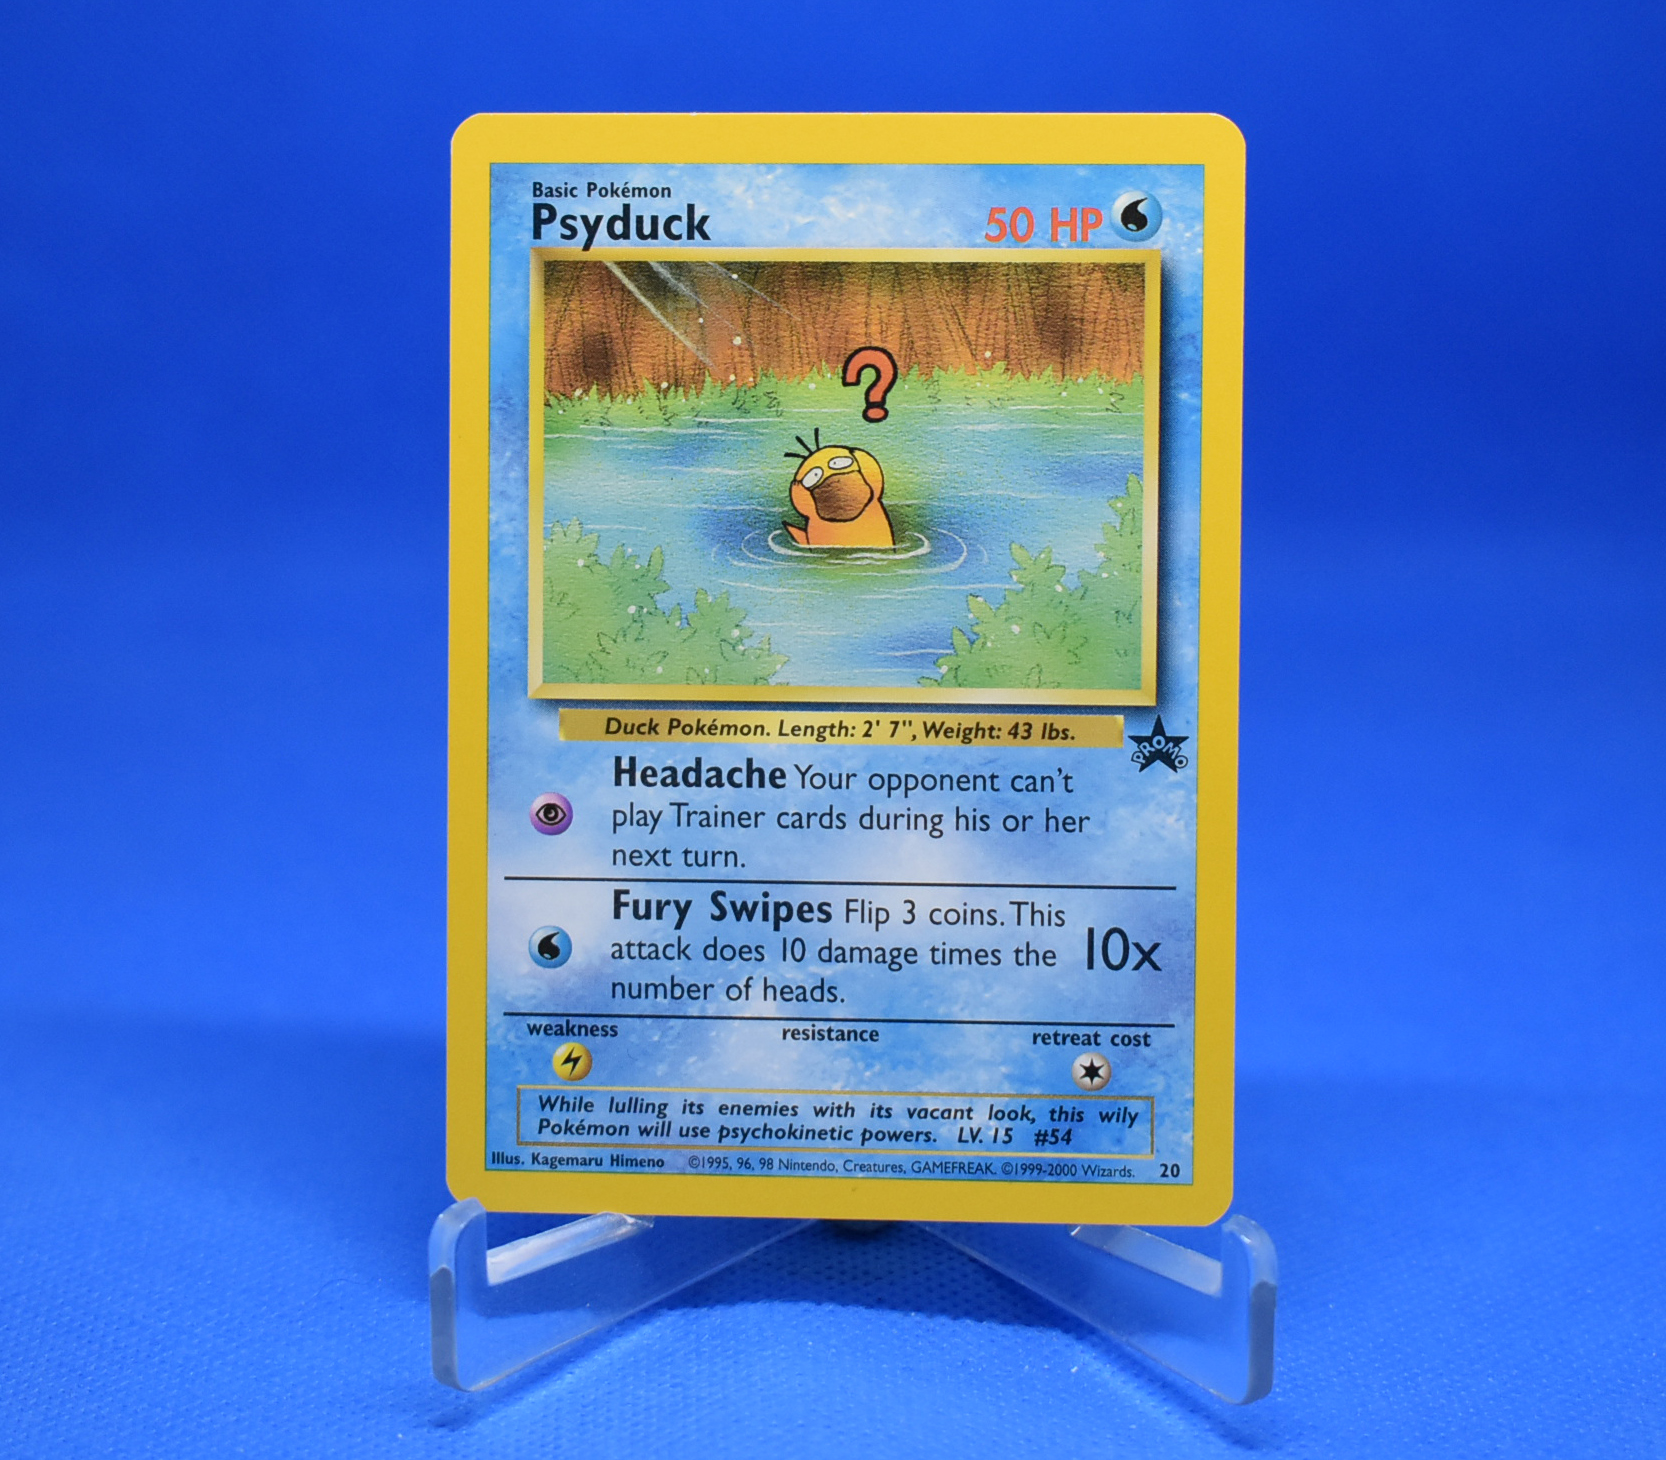 Basic Pokémon
Psyduck
50 HP
?
Duck Pokémon. Length: 2' 7", Weight: 43 lbs.
PROMO
Headache Your opponent can't
play Trainer cards during his or her
next turn.
Fury Swipes Flip 3 coins. This
attack does 10 damage times the
number of heads.
10x
weakness
resistance
retreat cost
While lulling its enemies with its vacant look, this wily
Pokémon will use psychokinetic powers. LV. 15 #54
Illus. Kagemaru Himeno ©1995, 96, 98 Nintendo, Creatures, GAMEFREAK. ©1999-2000 Wizards. 20